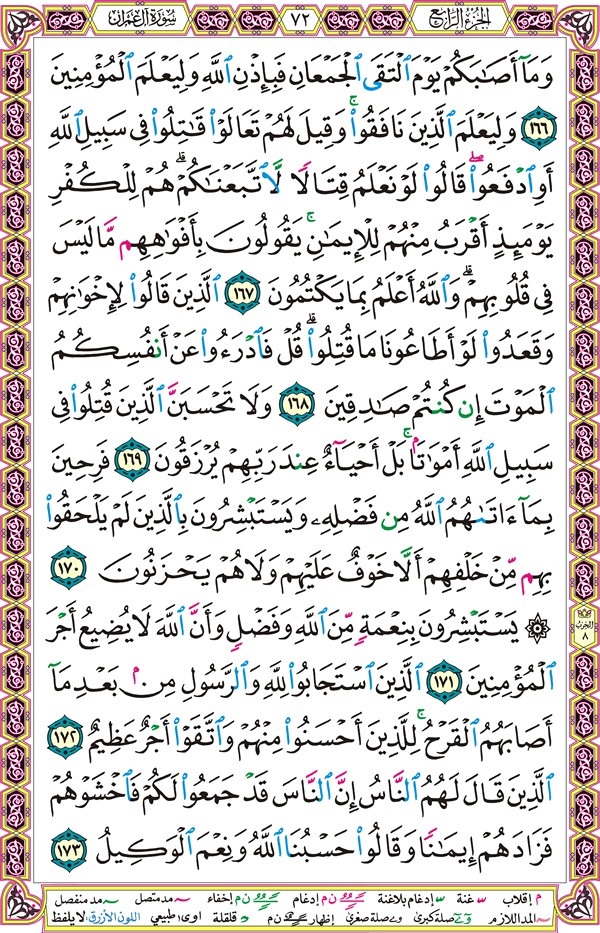 الجزء الرابع
٧٢
سورة آل عمران
وَمَآ أَصَٰبَكُمْ يَوْمَ ٱلْتَقَى ٱلْجَمْعَانِ فَبِإِذْنِ ٱللَّهِ وَلِيَعْلَمَ ٱلْمُؤْمِنِينَ
١٦٦ وَلِيَعْلَمَ ٱلَّذِينَ نَافَقُوا۟ ۚ وَقِيلَ لَهُمْ تَعَالَوْا۟ قَٰتِلُوا۟ فِى سَبِيلِ ٱللَّهِ
أَوِ ٱدْفَعُوا۟ ۖ قَالُوا۟ لَوْ نَعْلَمُ قِتَالًا لَّٱتَّبَعْنَٰكُمْ ۗ هُمْ لِلْكُفْرِ
يَوْمَئِذٍ أَقْرَبُ مِنْهُمْ لِلْإِيمَٰنِ ۚ يَقُولُونَ بِأَفْوَٰهِهِم مَّا لَيْسَ
فِى قُلُوبِهِمْ ۗ وَٱللَّهُ أَعْلَمُ بِمَا يَكْتُمُونَ ١٦٧ ٱلَّذِينَ قَالُوا۟ لِإِخْوَٰنِهِمْ
وَقَعَدُوا۟ لَوْ أَطَاعُونَا مَا قُتِلُوا۟ ۗ قُلْ فَٱدْرَءُوا۟ عَنْ أَنفُسِكُمُ
ٱلْمَوْتَ إِن كُنتُمْ صَٰدِقِينَ ١٦٨ وَلَا تَحْسَبَنَّ ٱلَّذِينَ قُتِلُوا۟ فِى
سَبِيلِ ٱللَّهِ أَمْوَٰتًۢا ۚ بَلْ أَحْيَآءٌ عِندَ رَبِّهِمْ يُرْزَقُونَ ١٦٩ فَرِحِينَ
بِمَآ ءَاتَىٰهُمُ ٱللَّهُ مِن فَضْلِهِۦ وَيَسْتَبْشِرُونَ بِٱلَّذِينَ لَمْ يَلْحَقُوا۟
بِهِم مِّنْ خَلْفِهِمْ أَلَّا خَوْفٌ عَلَيْهِمْ وَلَا هُمْ يَحْزَنُونَ ١٧٠
۞ يَسْتَبْشِرُونَ بِنِعْمَةٍ مِّنَ ٱللَّهِ وَفَضْلٍ وَأَنَّ ٱللَّهَ لَا يُضِيعُ أَجْرَ
ٱلْمُؤْمِنِينَ ١٧١ ٱلَّذِينَ ٱسْتَجَابُوا۟ لِلَّهِ وَٱلرَّسُولِ مِنۢ بَعْدِ مَآ
أَصَابَهُمُ ٱلْقَرْحُ ۚ لِلَّذِينَ أَحْسَنُوا۟ مِنْهُمْ وَٱتَّقَوْا۟ أَجْرٌ عَظِيمٌ ١٧٢
ٱلَّذِينَ قَالَ لَهُمُ ٱلنَّاسُ إِنَّ ٱلنَّاسَ قَدْ جَمَعُوا۟ لَكُمْ فَٱخْشَوْهُمْ
فَزَادَهُمْ إِيمَٰنًا وَقَالُوا۟ حَسْبُنَا ٱللَّهُ وَنِعْمَ ٱلْوَكِيلُ ١٧٣
الحزب
٨
م إقلاب س غنة س إدغام بلاغنة ن م إدغام ن م إخفاء ~ مد متصل ~ مد منفصل
~ المد اللازم صلة كبرى و ے صلة صغرى إظهار ن م د قلقلة اوى طبيعي اللون الأزرق: لا يلفظ